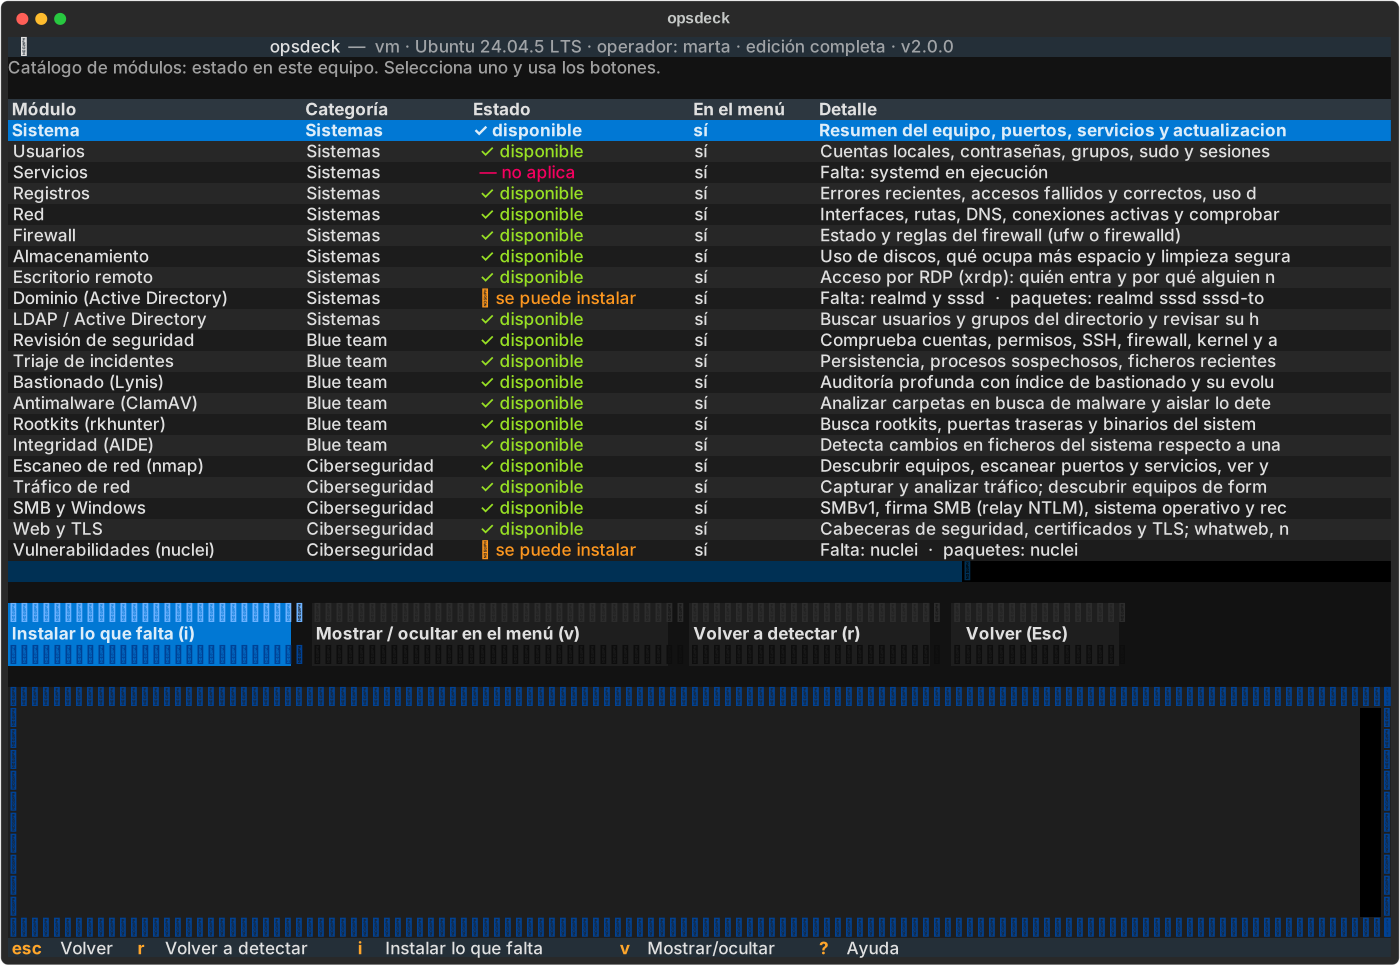 opsdeck
opsdeck — vm · Ubuntu 24.04.5 LTS · operador: marta · edición completa · v2.0.0
Catálogo de módulos: estado en este equipo. Selecciona uno y usa los botones.
Módulo Categoría Estado En el menú Detalle
Sistema Sistemas ✓ disponible sí Resumen del equipo, puertos, servicios y actualizacion
Usuarios Sistemas ✓ disponible sí Cuentas locales, contraseñas, grupos, sudo y sesiones
Servicios Sistemas — no aplica sí Falta: systemd en ejecución
Registros Sistemas ✓ disponible sí Errores recientes, accesos fallidos y correctos, uso d
Red Sistemas ✓ disponible sí Interfaces, rutas, DNS, conexiones activas y comprobar
Firewall Sistemas ✓ disponible sí Estado y reglas del firewall (ufw o firewalld)
Almacenamiento Sistemas ✓ disponible sí Uso de discos, qué ocupa más espacio y limpieza segura
Escritorio remoto Sistemas ✓ disponible sí Acceso por RDP (xrdp): quién entra y por qué alguien n
Dominio (Active Directory) Sistemas se puede instalar sí Falta: realmd y sssd · paquetes: realmd sssd sssd-to
LDAP / Active Directory Sistemas ✓ disponible sí Buscar usuarios y grupos del directorio y revisar su h
Revisión de seguridad Blue team ✓ disponible sí Comprueba cuentas, permisos, SSH, firewall, kernel y a
Triaje de incidentes Blue team ✓ disponible sí Persistencia, procesos sospechosos, ficheros recientes
Bastionado (Lynis) Blue team ✓ disponible sí Auditoría profunda con índice de bastionado y su evolu
Antimalware (ClamAV) Blue team ✓ disponible sí Analizar carpetas en busca de malware y aislar lo dete
Rootkits (rkhunter) Blue team ✓ disponible sí Busca rootkits, puertas traseras y binarios del sistem
Integridad (AIDE) Blue team ✓ disponible sí Detecta cambios en ficheros del sistema respecto a una
Escaneo de red (nmap) Ciberseguridad ✓ disponible sí Descubrir equipos, escanear puertos y servicios, ver y
Tráfico de red Ciberseguridad ✓ disponible sí Capturar y analizar tráfico; descubrir equipos de form
SMB y Windows Ciberseguridad ✓ disponible sí SMBv1, firma SMB (relay NTLM), sistema operativo y rec
Web y TLS Ciberseguridad ✓ disponible sí Cabeceras de seguridad, certificados y TLS; whatweb, n
Vulnerabilidades (nuclei) Ciberseguridad se puede instalar sí Falta: nuclei · paquetes: nuclei
Instalar lo que falta (i) Mostrar / ocultar en el menú (v) Volver a detectar (r) Volver (Esc)
esc Volver r Volver a detectar i Instalar lo que falta v Mostrar/ocultar ? Ayuda